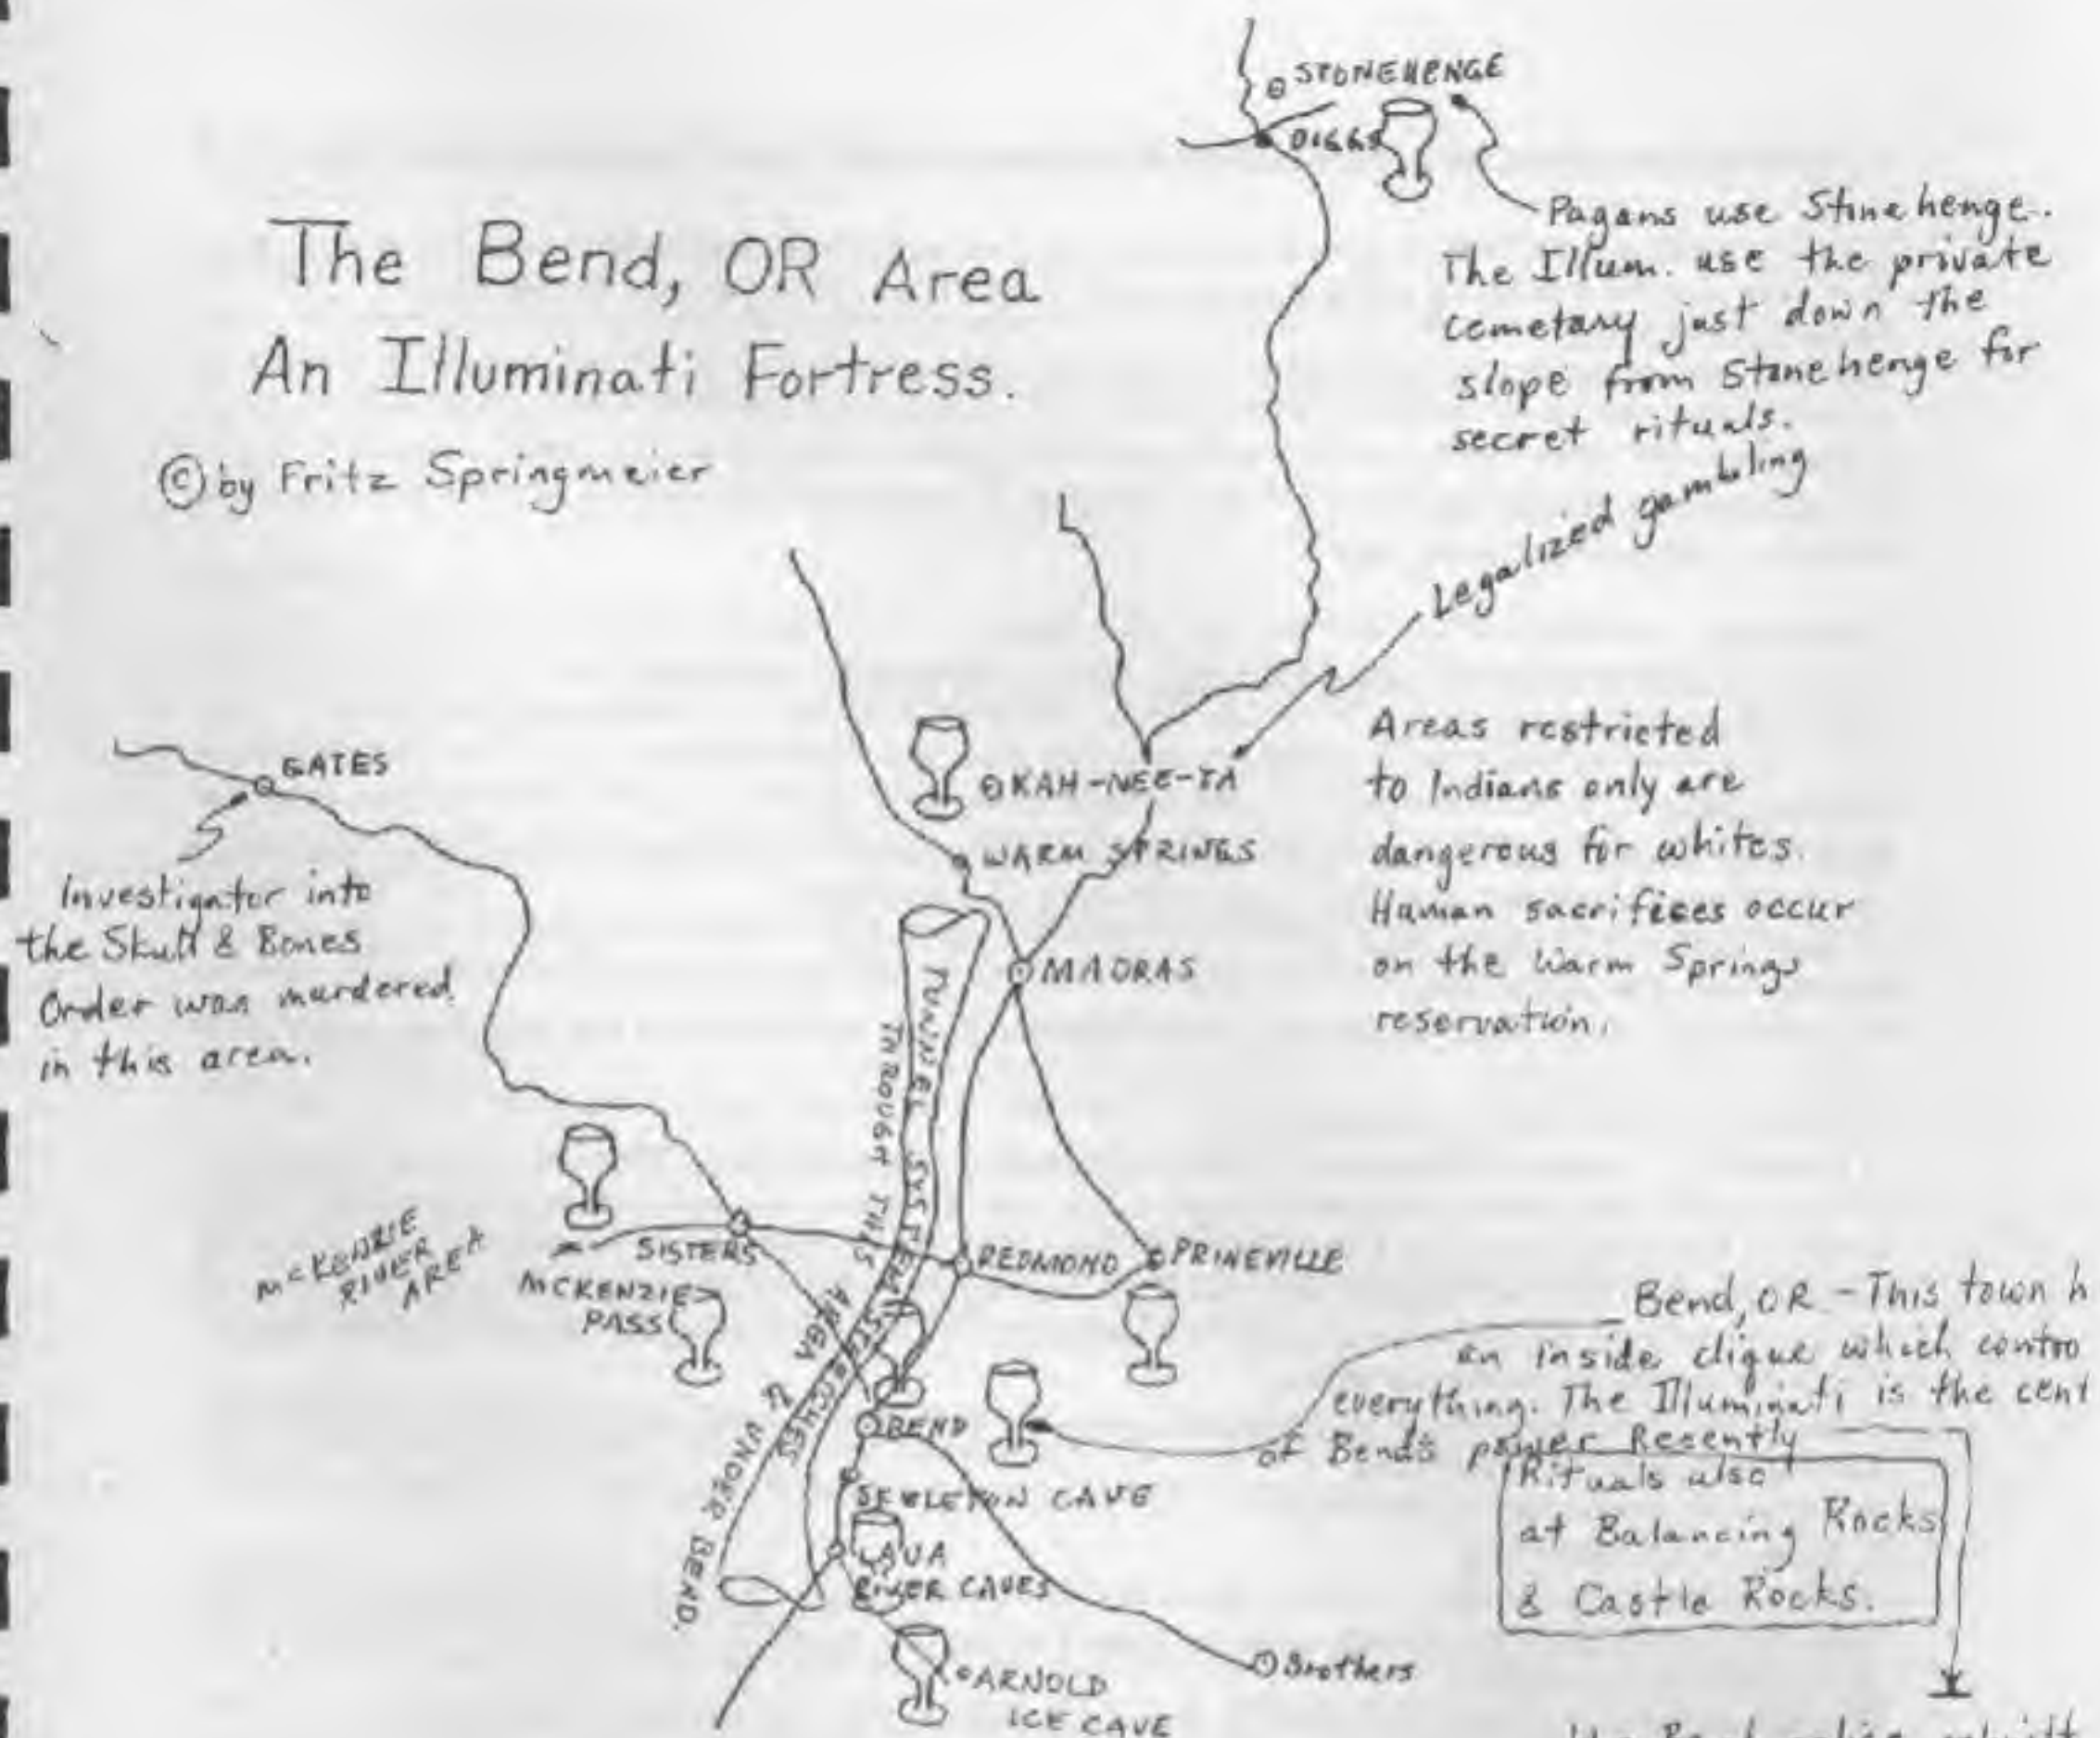 STONEHENGE
DIGGS
The Bend, OR Area
An Illuminati Fortress.
© by Fritz Springmeier
Pagans use Stonehenge.
The Illum. use the private
cemetary just down the
slope from Stonehenge for
secret rituals.
Legalized gambling
GATES
Investigator into
the Skull & Bones
Order was murdered
in this area.
KAH-NEE-TA
WARM SPRINGS
MADRAS
Areas restricted
to Indians only are
dangerous for whites.
Human sacrifices occur
on the Warm Springs
reservation.
TUNNEL SYSTEM STRETCHES
THROUGH THIS AREA & UNDER BEND.
MCKENZIE
RIVER
AREA
SISTERS
MCKENZIE
PASS
REDMOND
PRINEVILLE
BEND
Bend, OR - This town h
an inside clique which contro
everything. The Illuminati is the cent
of Bend's power Recently
Rituals also
at Balancing Rocks
& Castle Rocks.
SKELETON CAVE
LAVA
RIVER CAVES
Brothers
ARNOLD
ICE CAVE